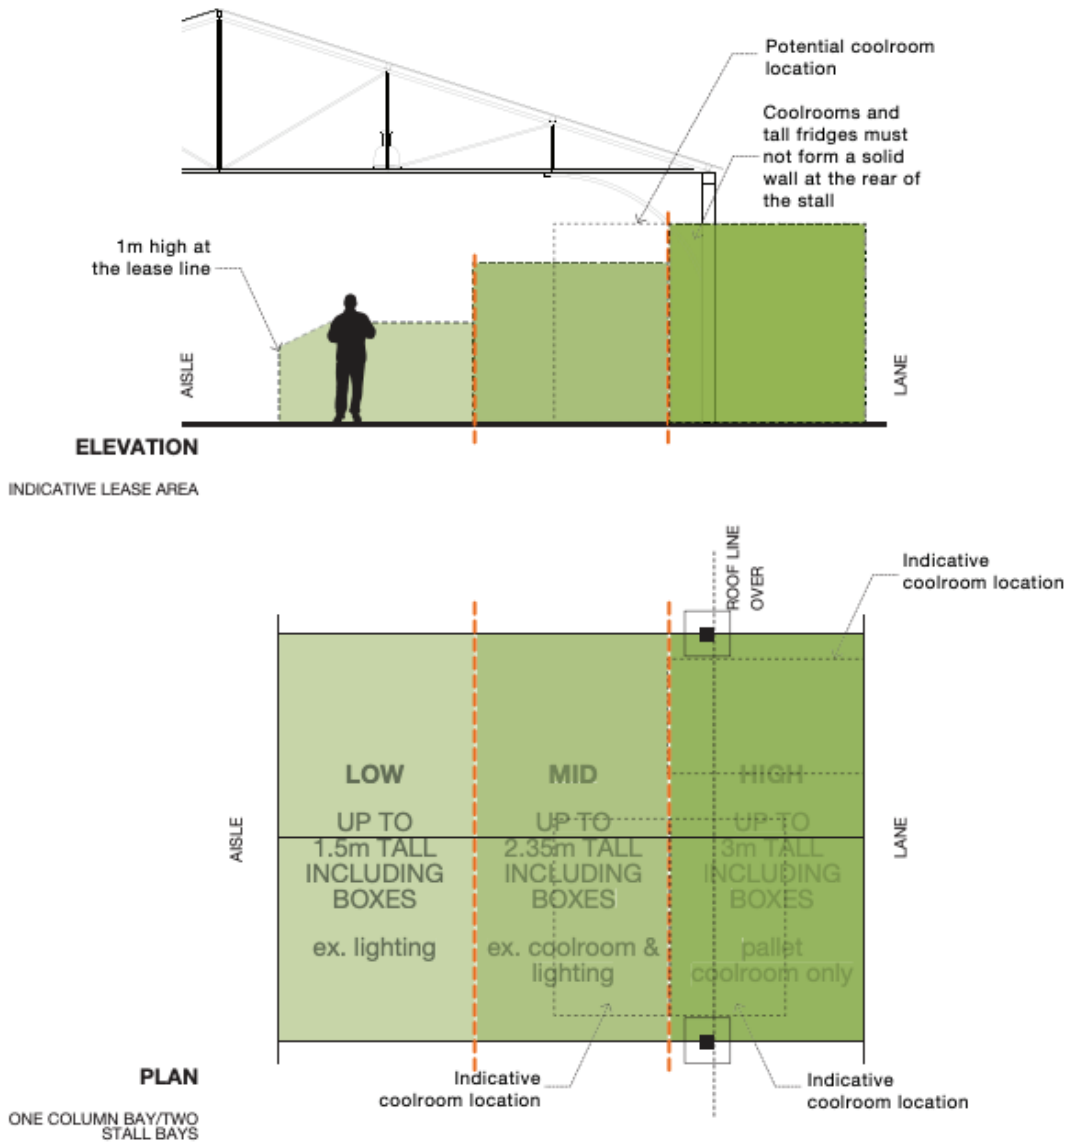 Potential coolroom
location
Coolrooms and
tall fridges must
not form a solid
wall at the rear of
the stall
1m high at
the lease line
AISLE
LANE
ELEVATION
INDICATIVE LEASE AREA
ROOF LINE
OVER
Indicative
coolroom location
LOW
UP TO
1.5m TALL
INCLUDING
BOXES
ex. lighting
MID
UP TO
2.35m TALL
INCLUDING
BOXES
ex. coolroom &
lighting
HIGH
UP TO
3m TALL
INCLUDING
BOXES
pallet
coolroom only
AISLE
LANE
Indicative
coolroom location
Indicative
coolroom location
PLAN
ONE COLUMN BAY/TWO
STALL BAYS